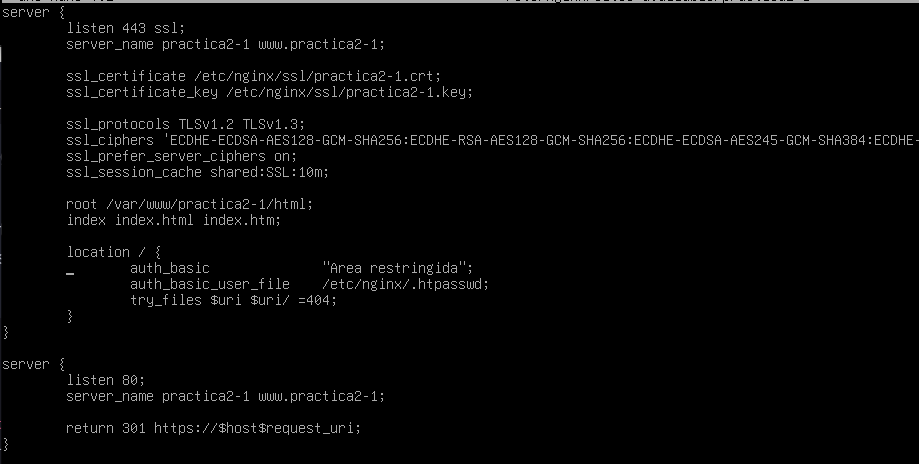 server {
listen 443 ssl;
server_name practica2-1 www.practica2-1;
ssl_certificate /etc/nginx/ssl/practica2-1.crt;
ssl_certificate_key /etc/nginx/ssl/practica2-1.key;
ssl_protocols TLSv1.2 TLSv1.3;
ssl_ciphers 'ECDHE-ECDSA-AES128-GCM-SHA256:ECDHE-RSA-AES128-GCM-SHA256:ECDHE-ECDSA-AES245-GCM-SHA384:ECDHE-
ssl_prefer_server_ciphers on;
ssl_session_cache shared:SSL:10m;
root /var/www/practica2-1/html;
index index.html index.htm;
location / {
auth_basic "Area restringida";
auth_basic_user_file /etc/nginx/.htpasswd;
try_files $uri $uri/ =404;
}
}
server {
listen 80;
server_name practica2-1 www.practica2-1;
return 301 https://$host$request_uri;
}